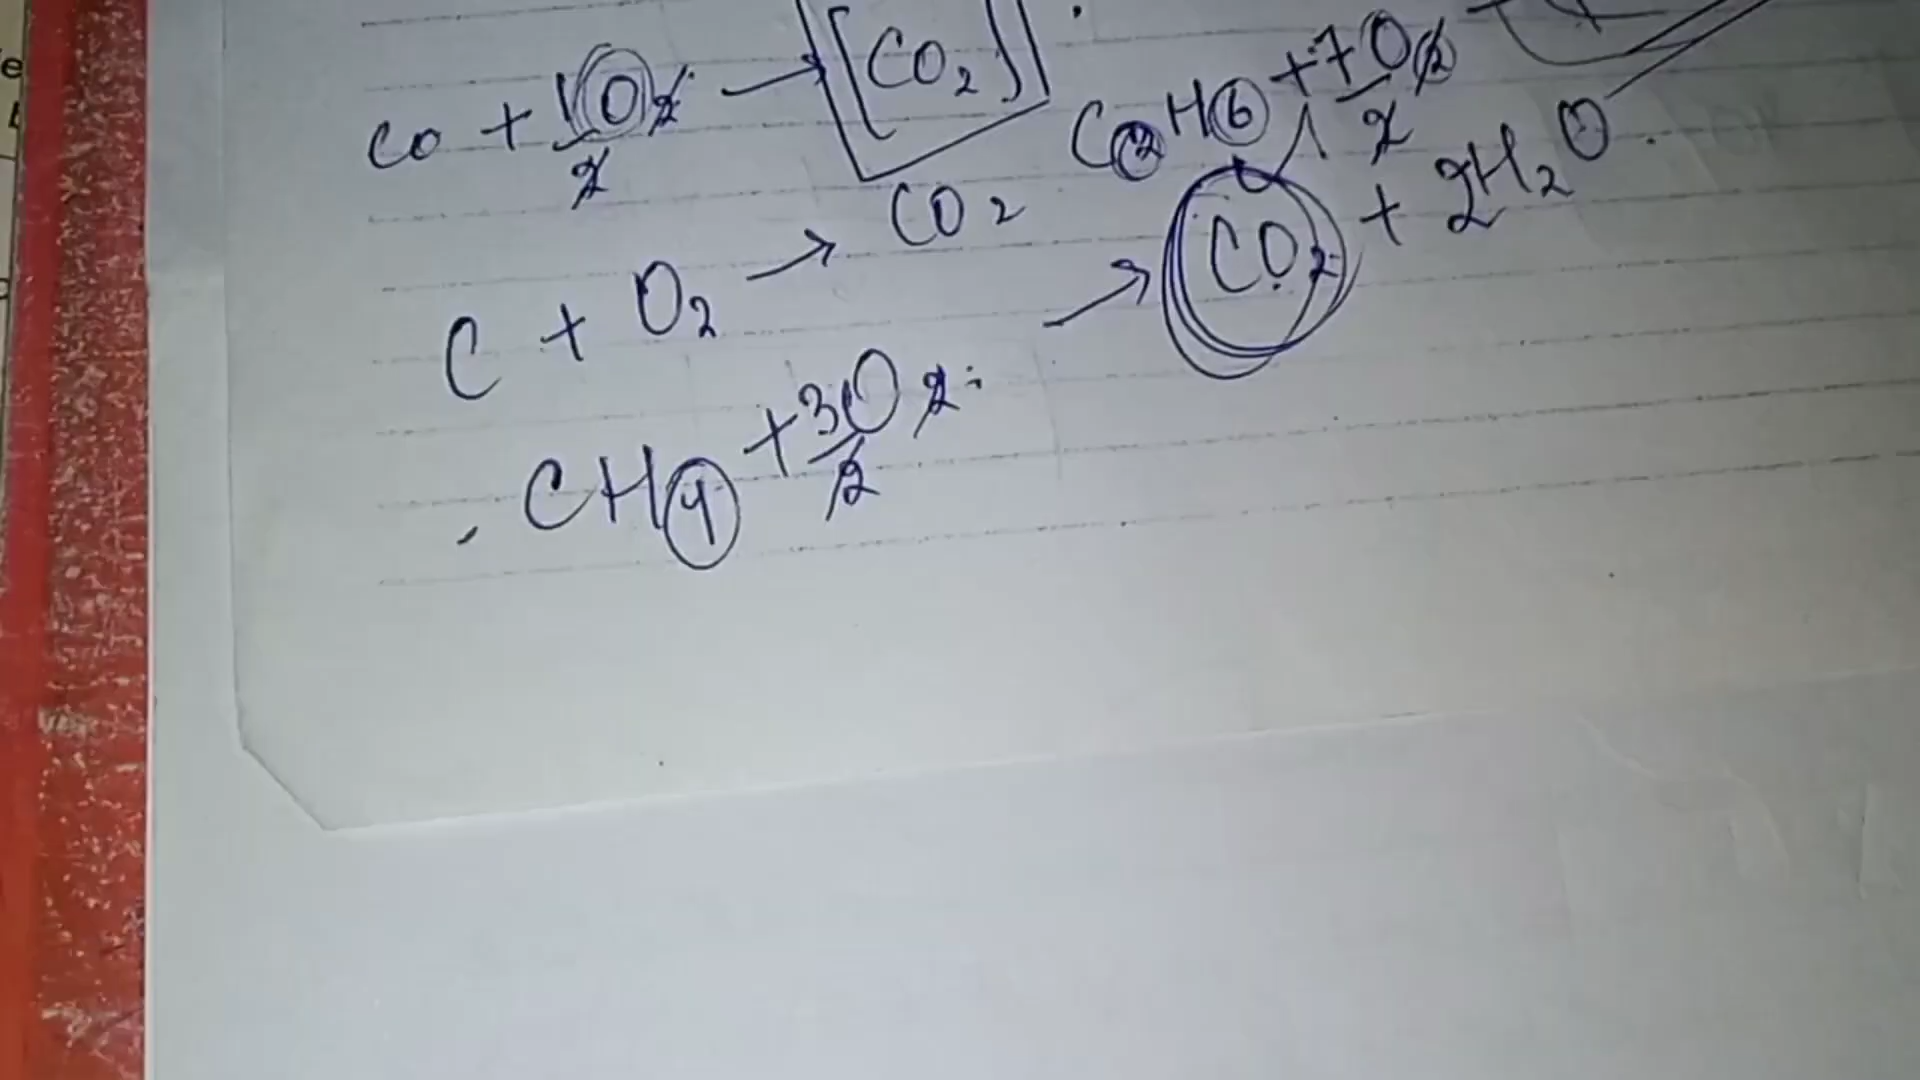 CO + 1/2 O2 → [CO2]
C2H6 + 7/2 O2
C + O2 → CO2
CH4 + 3/2 O2 → CO2 + 2H2O